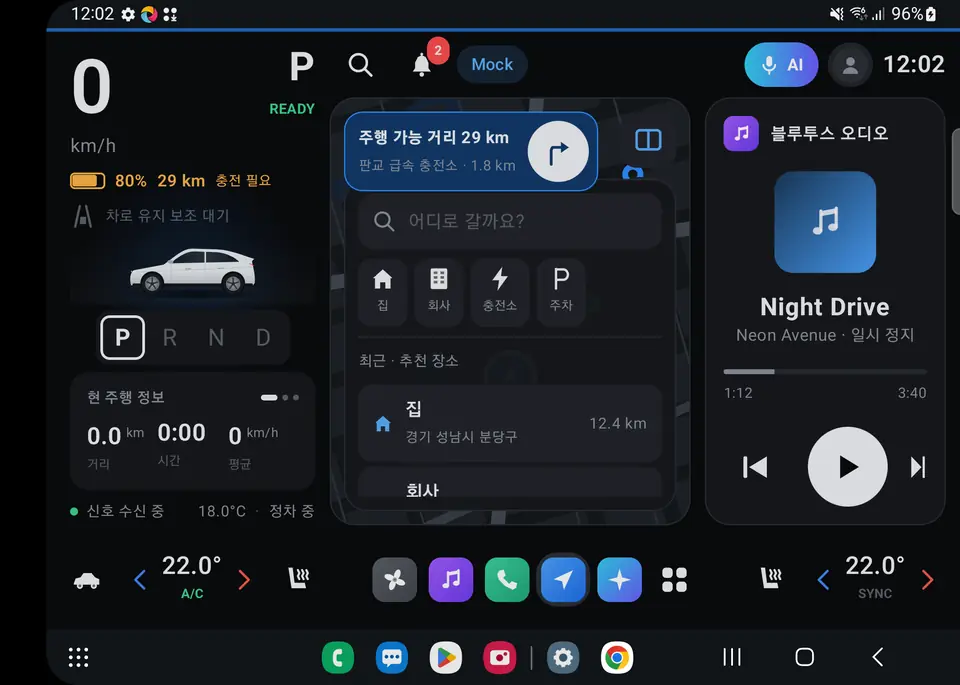 12:02
96%
0
P
READY
km/h
80% 29 km 충전 필요
차로 유지 보조 대기
P R N D
현 주행 정보
0.0 km 0:00 0 km/h
거리 시간 평균
신호 수신 중 18.0°C · 정차 중
2
Mock
AI
12:02
주행 가능 거리 29 km
판교 급속 충전소 · 1.8 km
어디로 갈까요?
집 회사 충전소 P 주차
최근 · 추천 장소
집
경기 성남시 분당구
12.4 km
회사
블루투스 오디오
Night Drive
Neon Avenue · 일시 정지
1:12 3:40
22.0°
A/C
22.0°
SYNC